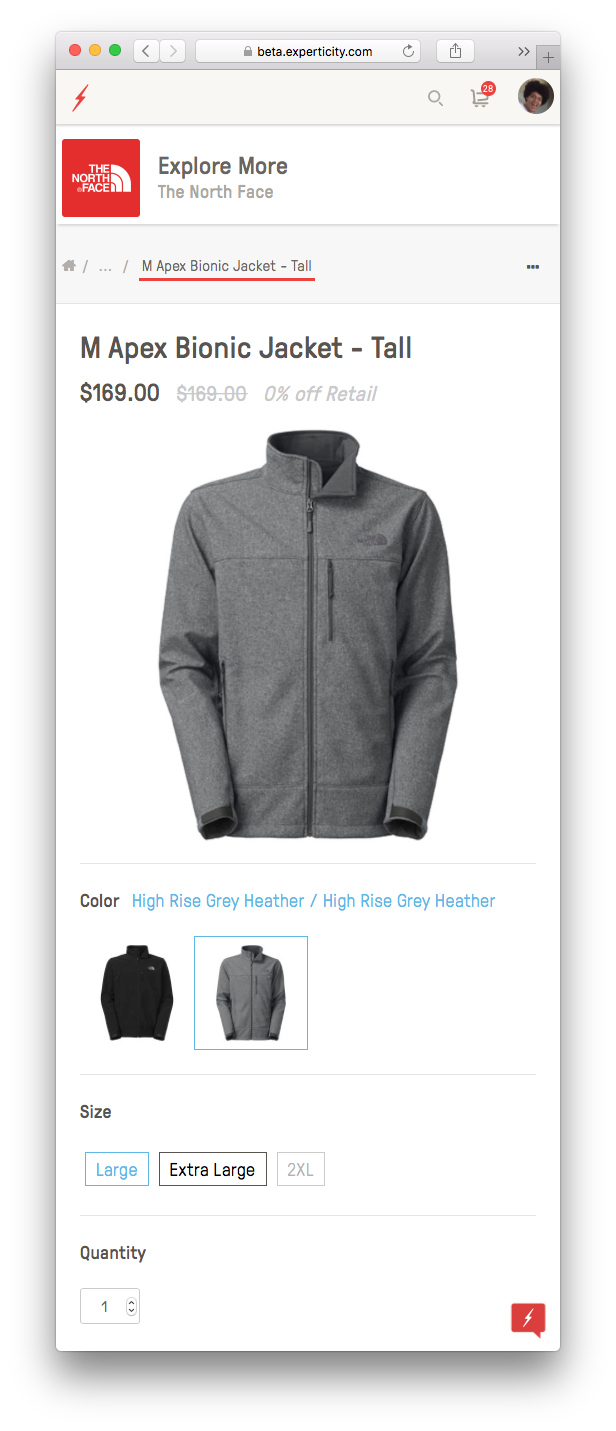 beta.experticity.com
28
THE
NORTH
FACE
Explore More
The North Face
/ ... / M Apex Bionic Jacket - Tall
M Apex Bionic Jacket - Tall
$169.00 $169.00 0% off Retail
Color High Rise Grey Heather / High Rise Grey Heather
Size
Large Extra Large 2XL
Quantity
1